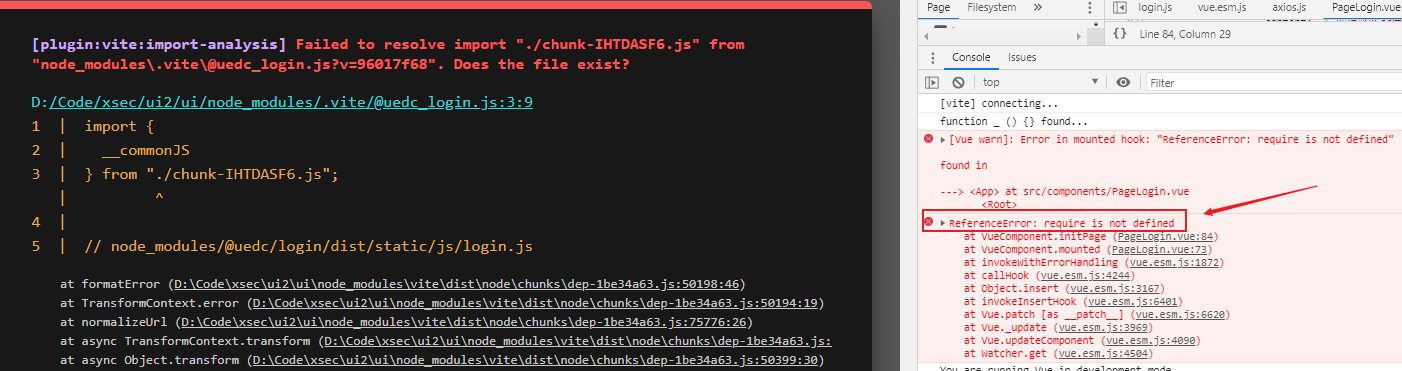 [plugin:vite:import-analysis] Failed to resolve import "./chunk-IHTDASF6.js" from
"node_modules\.vite\@uedc_login.js?v=96017f68". Does the file exist?
D:/Code/xsec/ui2/ui/node_modules/.vite/@uedc_login.js:3:9
1 | import {
2 | __commonJS
3 | } from "./chunk-IHTDASF6.js";
| ^
4 |
5 | // node_modules/@uedc/login/dist/static/js/login.js
at formatError (D:\Code\xsec\ui2\ui\node_modules\vite\dist\node\chunks\dep-1be34a63.js:50198:46)
at TransformContext.error (D:\Code\xsec\ui2\ui\node_modules\vite\dist\node\chunks\dep-1be34a63.js:50194:19)
at normalizeUrl (D:\Code\xsec\ui2\ui\node_modules\vite\dist\node\chunks\dep-1be34a63.js:75776:26)
at async TransformContext.transform (D:\Code\xsec\ui2\ui\node_modules\vite\dist\node\chunks\dep-1be34a63.js:
at async Object.transform (D:\Code\xsec\ui2\ui\node_modules\vite\dist\node\chunks\dep-1be34a63.js:50399:30)
Page Filesystem » login.js vue.esm.js axios.js PageLogin.vue
{} Line 84, Column 29
Console Issues
top ▼ Filter
[vite] connecting...
function _ () {} found...
[Vue warn]: Error in mounted hook: "ReferenceError: require is not defined"
found in
---> <App> at src/components/PageLogin.vue
<Root>
ReferenceError: require is not defined
at VueComponent.initPage (PageLogin.vue:84)
at VueComponent.mounted (PageLogin.vue:73)
at invokeWithErrorHandling (vue.esm.js:1872)
at callHook (vue.esm.js:4244)
at Object.insert (vue.esm.js:3167)
at invokeInsertHook (vue.esm.js:6401)
at Vue.patch [as __patch__] (vue.esm.js:6620)
at Vue._update (vue.esm.js:3969)
at Vue.updateComponent (vue.esm.js:4090)
at Watcher.get (vue.esm.js:4504)
You are running Vue in development mode.